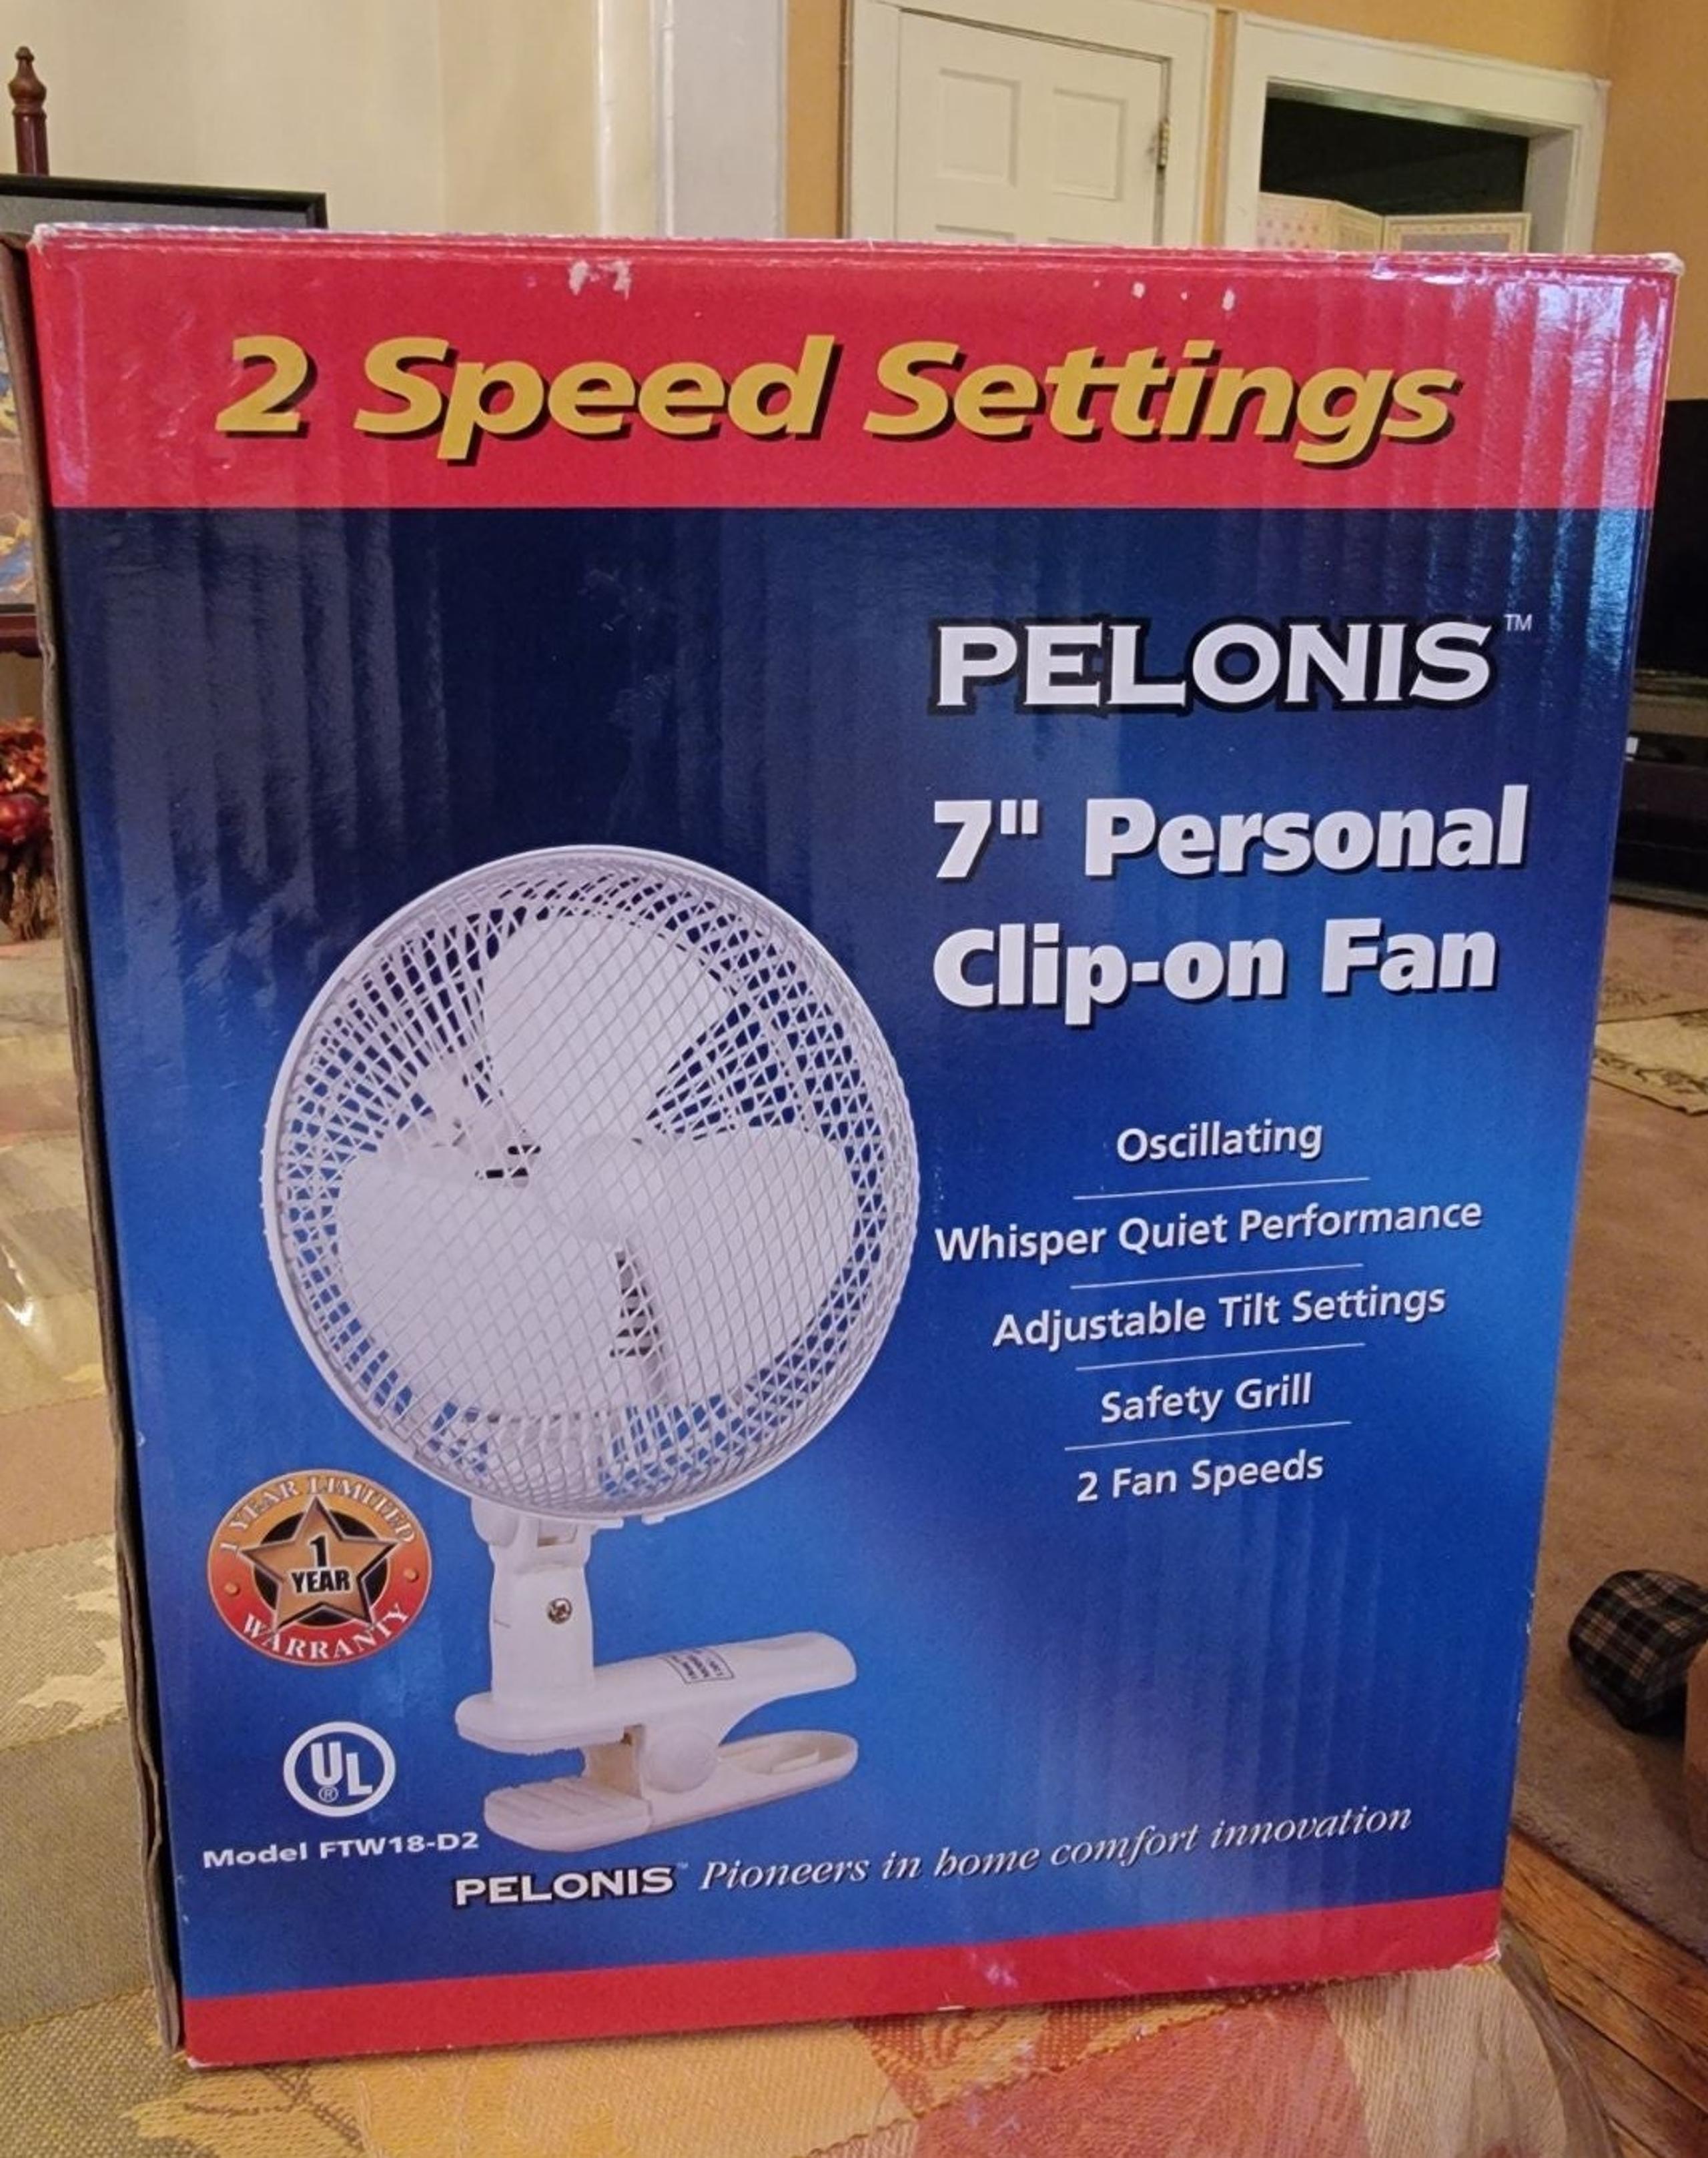 2 Speed Settings
PELONIS™
7" Personal
Clip-on Fan
Oscillating
Whisper Quiet Performance
Adjustable Tilt Settings
Safety Grill
2 Fan Speeds
1 YEAR LIMITED
1
YEAR
WARRANTY
UL
®
Model FTW18-D2
PELONIS™ Pioneers in home comfort innovation